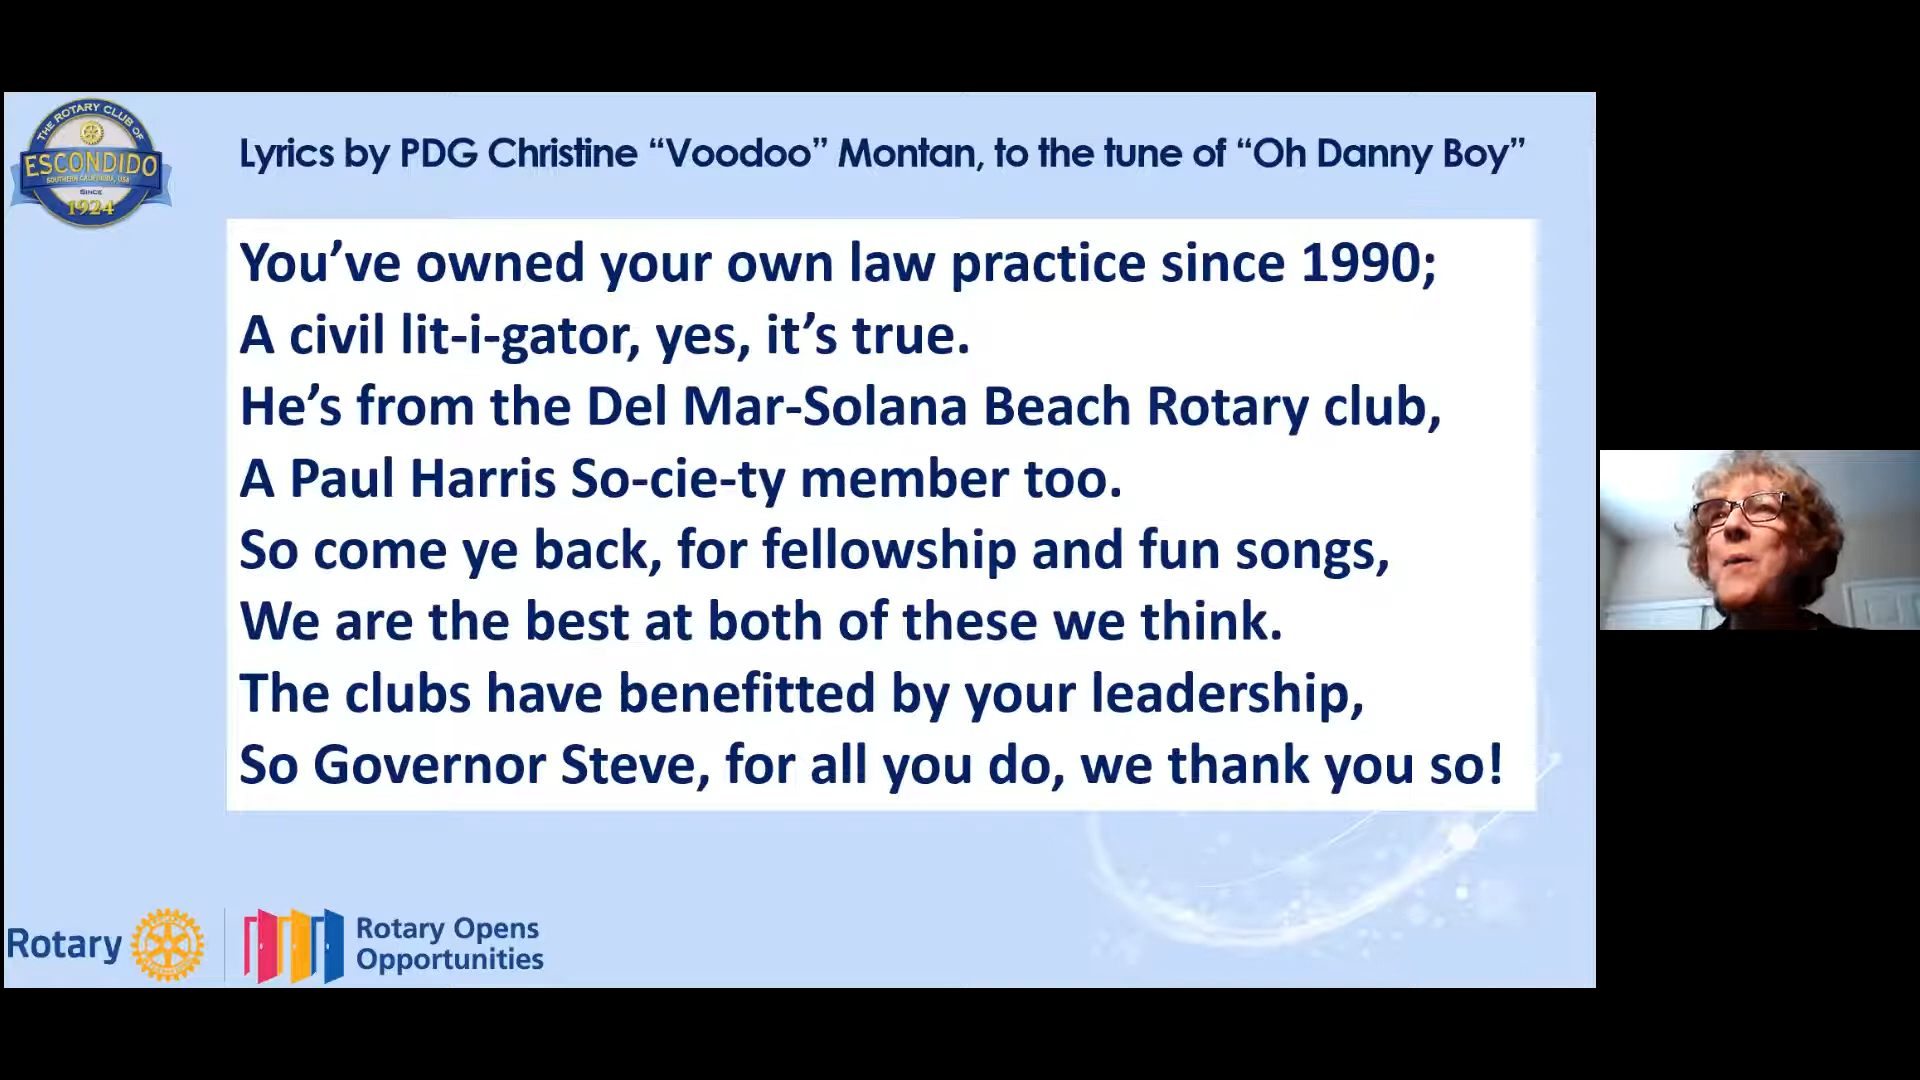 THE ROTARY CLUB OF
ESCONDIDO
SOUTHERN CALIFORNIA, USA
SINCE
1924
Lyrics by PDG Christine “Voodoo” Montan, to the tune of “Oh Danny Boy”
You’ve owned your own law practice since 1990;
A civil lit-i-gator, yes, it’s true.
He’s from the Del Mar-Solana Beach Rotary club,
A Paul Harris So-cie-ty member too.
So come ye back, for fellowship and fun songs,
We are the best at both of these we think.
The clubs have benefitted by your leadership,
So Governor Steve, for all you do, we thank you so!
Rotary
Rotary Opens
Opportunities